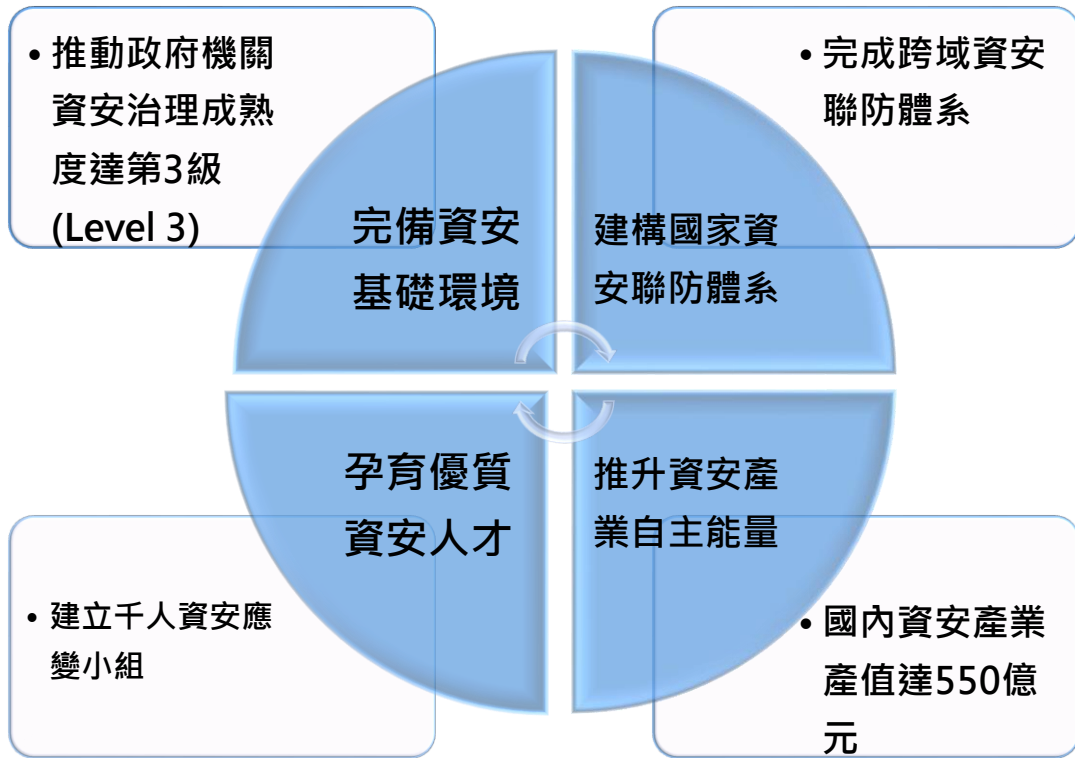 • 推動政府機關
資安治理成熟
度達第3級
(Level 3)
• 完成跨域資安
聯防體系
完備資安
基礎環境
建構國家資
安聯防體系
孕育優質
資安人才
推升資安產
業自主能量
• 建立千人資安應
變小組
• 國內資安產業
產值達550億
元